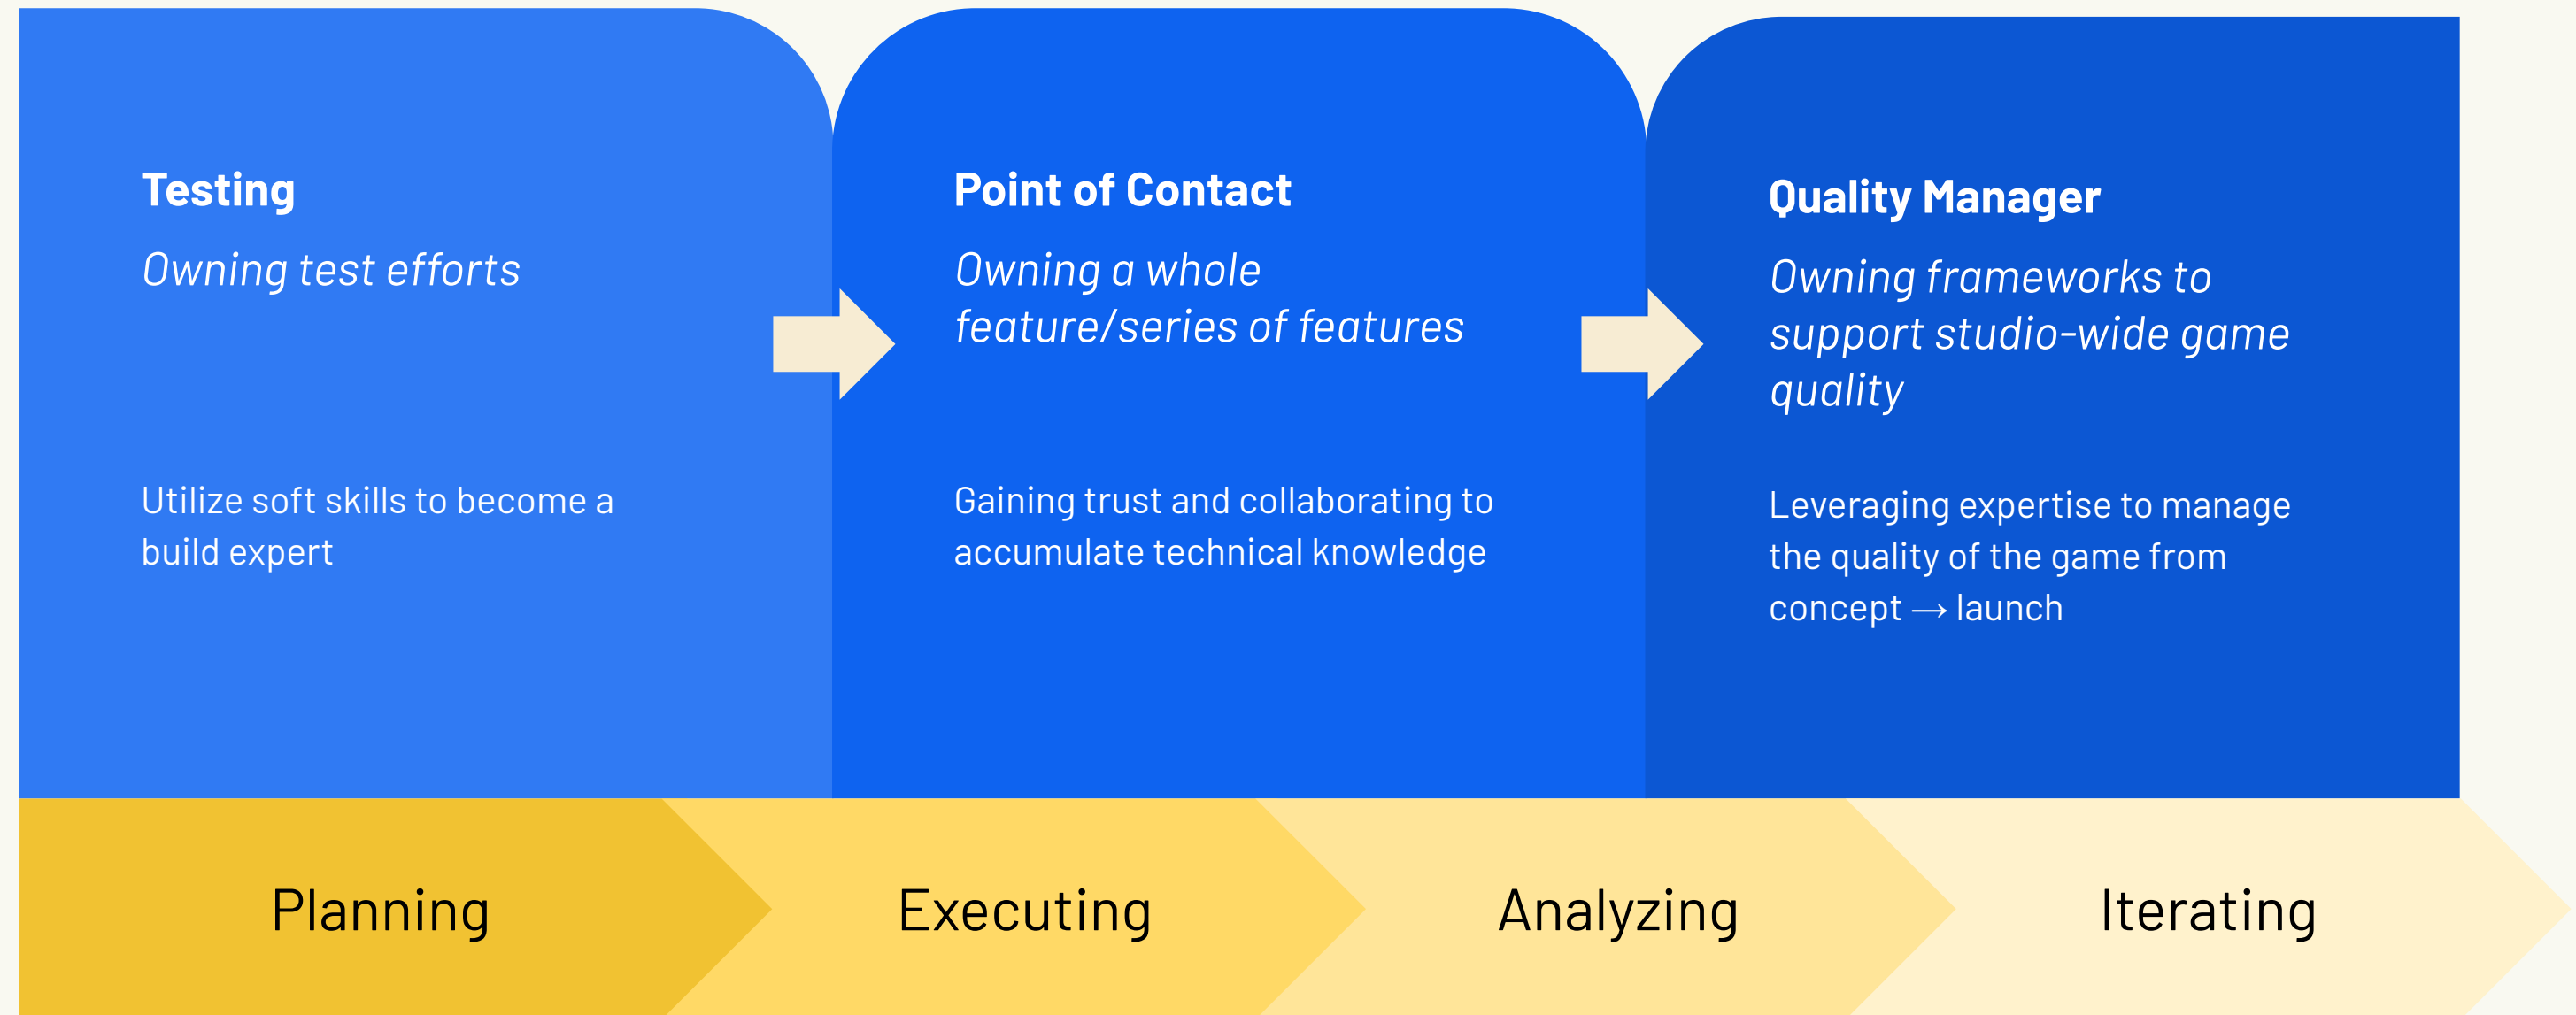 Testing
Owning test efforts
Utilize soft skills to become a
build expert
Point of Contact
Owning a whole
feature/series of features
Gaining trust and collaborating to
accumulate technical knowledge
Quality Manager
Owning frameworks to
support studio-wide game
quality
Leveraging expertise to manage
the quality of the game from
concept → launch
Planning
Executing
Analyzing
Iterating